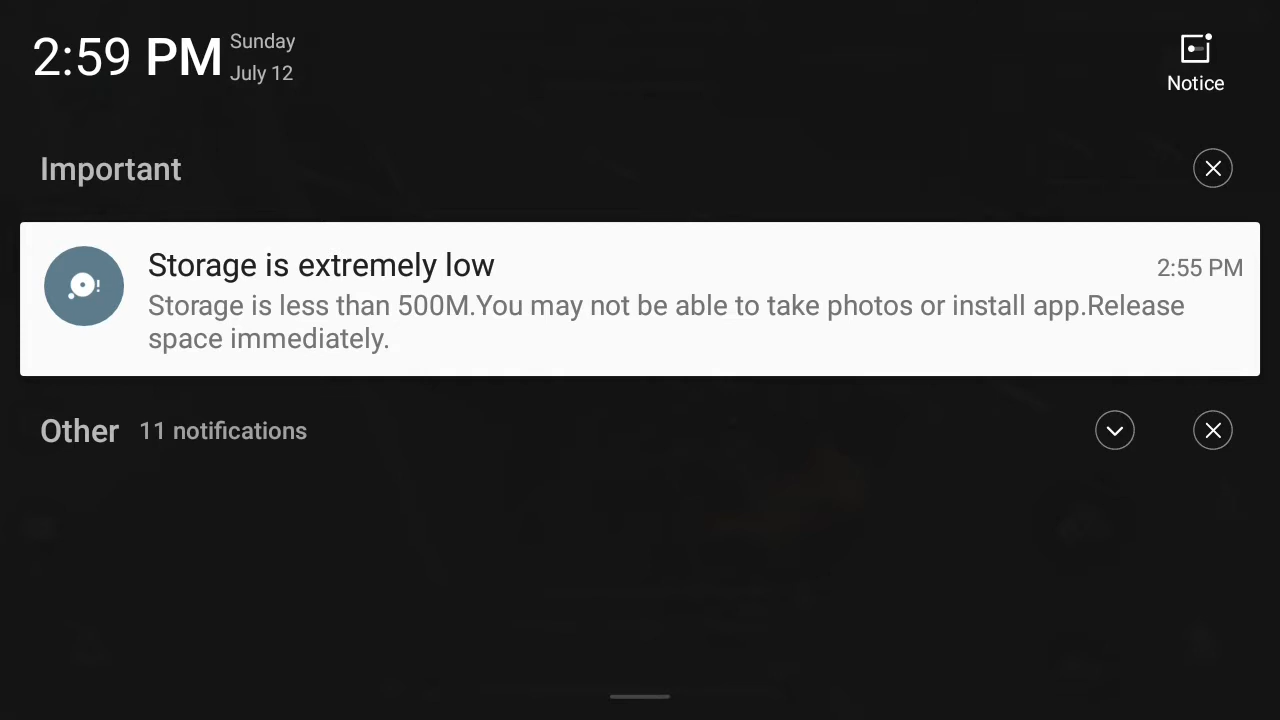 2:59 PM
Sunday
July 12
Notice
Important
Storage is extremely low
2:55 PM
Storage is less than 500M.You may not be able to take photos or install app.Release
space immediately.
Other 11 notifications